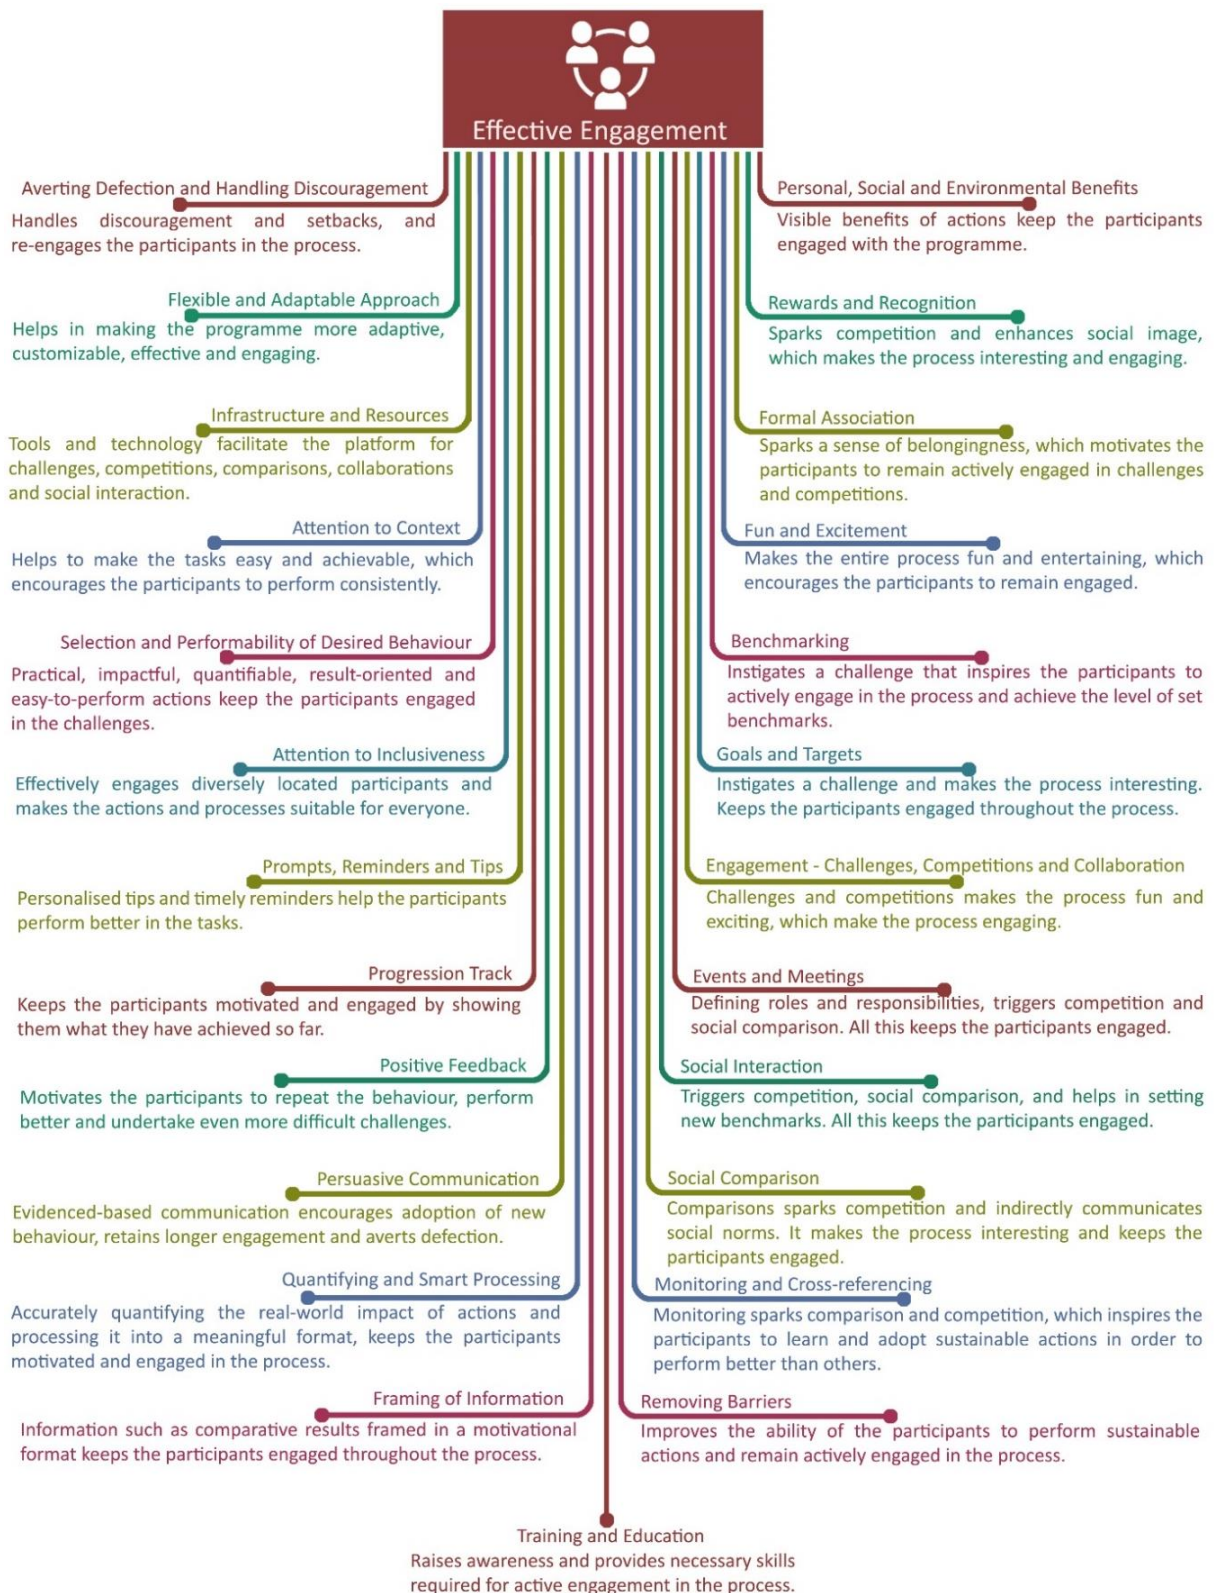 Effective Engagement
Averting Defection and Handling Discouragement
Handles discouragement and setbacks, and
re-engages the participants in the process.
Flexible and Adaptable Approach
Helps in making the programme more adaptive,
customizable, effective and engaging.
Infrastructure and Resources
Tools and technology facilitate the platform for
challenges, competitions, comparisons, collaborations
and social interaction.
Attention to Context
Helps to make the tasks easy and achievable, which
encourages the participants to perform consistently.
Selection and Performability of Desired Behaviour
Practical, impactful, quantifiable, result-oriented and
easy-to-perform actions keep the participants engaged
in the challenges.
Attention to Inclusiveness
Effectively engages diversely located participants and
makes the actions and processes suitable for everyone.
Prompts, Reminders and Tips
Personalised tips and timely reminders help the participants
perform better in the tasks.
Progression Track
Keeps the participants motivated and engaged by showing
them what they have achieved so far.
Positive Feedback
Motivates the participants to repeat the behaviour, perform
better and undertake even more difficult challenges.
Persuasive Communication
Evidenced-based communication encourages adoption of new
behaviour, retains longer engagement and averts defection.
Quantifying and Smart Processing
Accurately quantifying the real-world impact of actions and
processing it into a meaningful format, keeps the participants
motivated and engaged in the process.
Framing of Information
Information such as comparative results framed in a motivational
format keeps the participants engaged throughout the process.
Personal, Social and Environmental Benefits
Visible benefits of actions keep the participants
engaged with the programme.
Rewards and Recognition
Sparks competition and enhances social image,
which makes the process interesting and engaging.
Formal Association
Sparks a sense of belongingness, which motivates the
participants to remain actively engaged in challenges
and competitions.
Fun and Excitement
Makes the entire process fun and entertaining, which
encourages the participants to remain engaged.
Benchmarking
Instigates a challenge that inspires the participants to
actively engage in the process and achieve the level of set
benchmarks.
Goals and Targets
Instigates a challenge and makes the process interesting.
Keeps the participants engaged throughout the process.
Engagement - Challenges, Competitions and Collaboration
Challenges and competitions makes the process fun and
exciting, which make the process engaging.
Events and Meetings
Defining roles and responsibilities, triggers competition and
social comparison. All this keeps the participants engaged.
Social Interaction
Triggers competition, social comparison, and helps in setting
new benchmarks. All this keeps the participants engaged.
Social Comparison
Comparisons sparks competition and indirectly communicates
social norms. It makes the process interesting and keeps the
participants engaged.
Monitoring and Cross-referencing
Monitoring sparks comparison and competition, which inspires the
participants to learn and adopt sustainable actions in order to
perform better than others.
Removing Barriers
Improves the ability of the participants to perform sustainable
actions and remain actively engaged in the process.
Training and Education
Raises awareness and provides necessary skills
required for active engagement in the process.